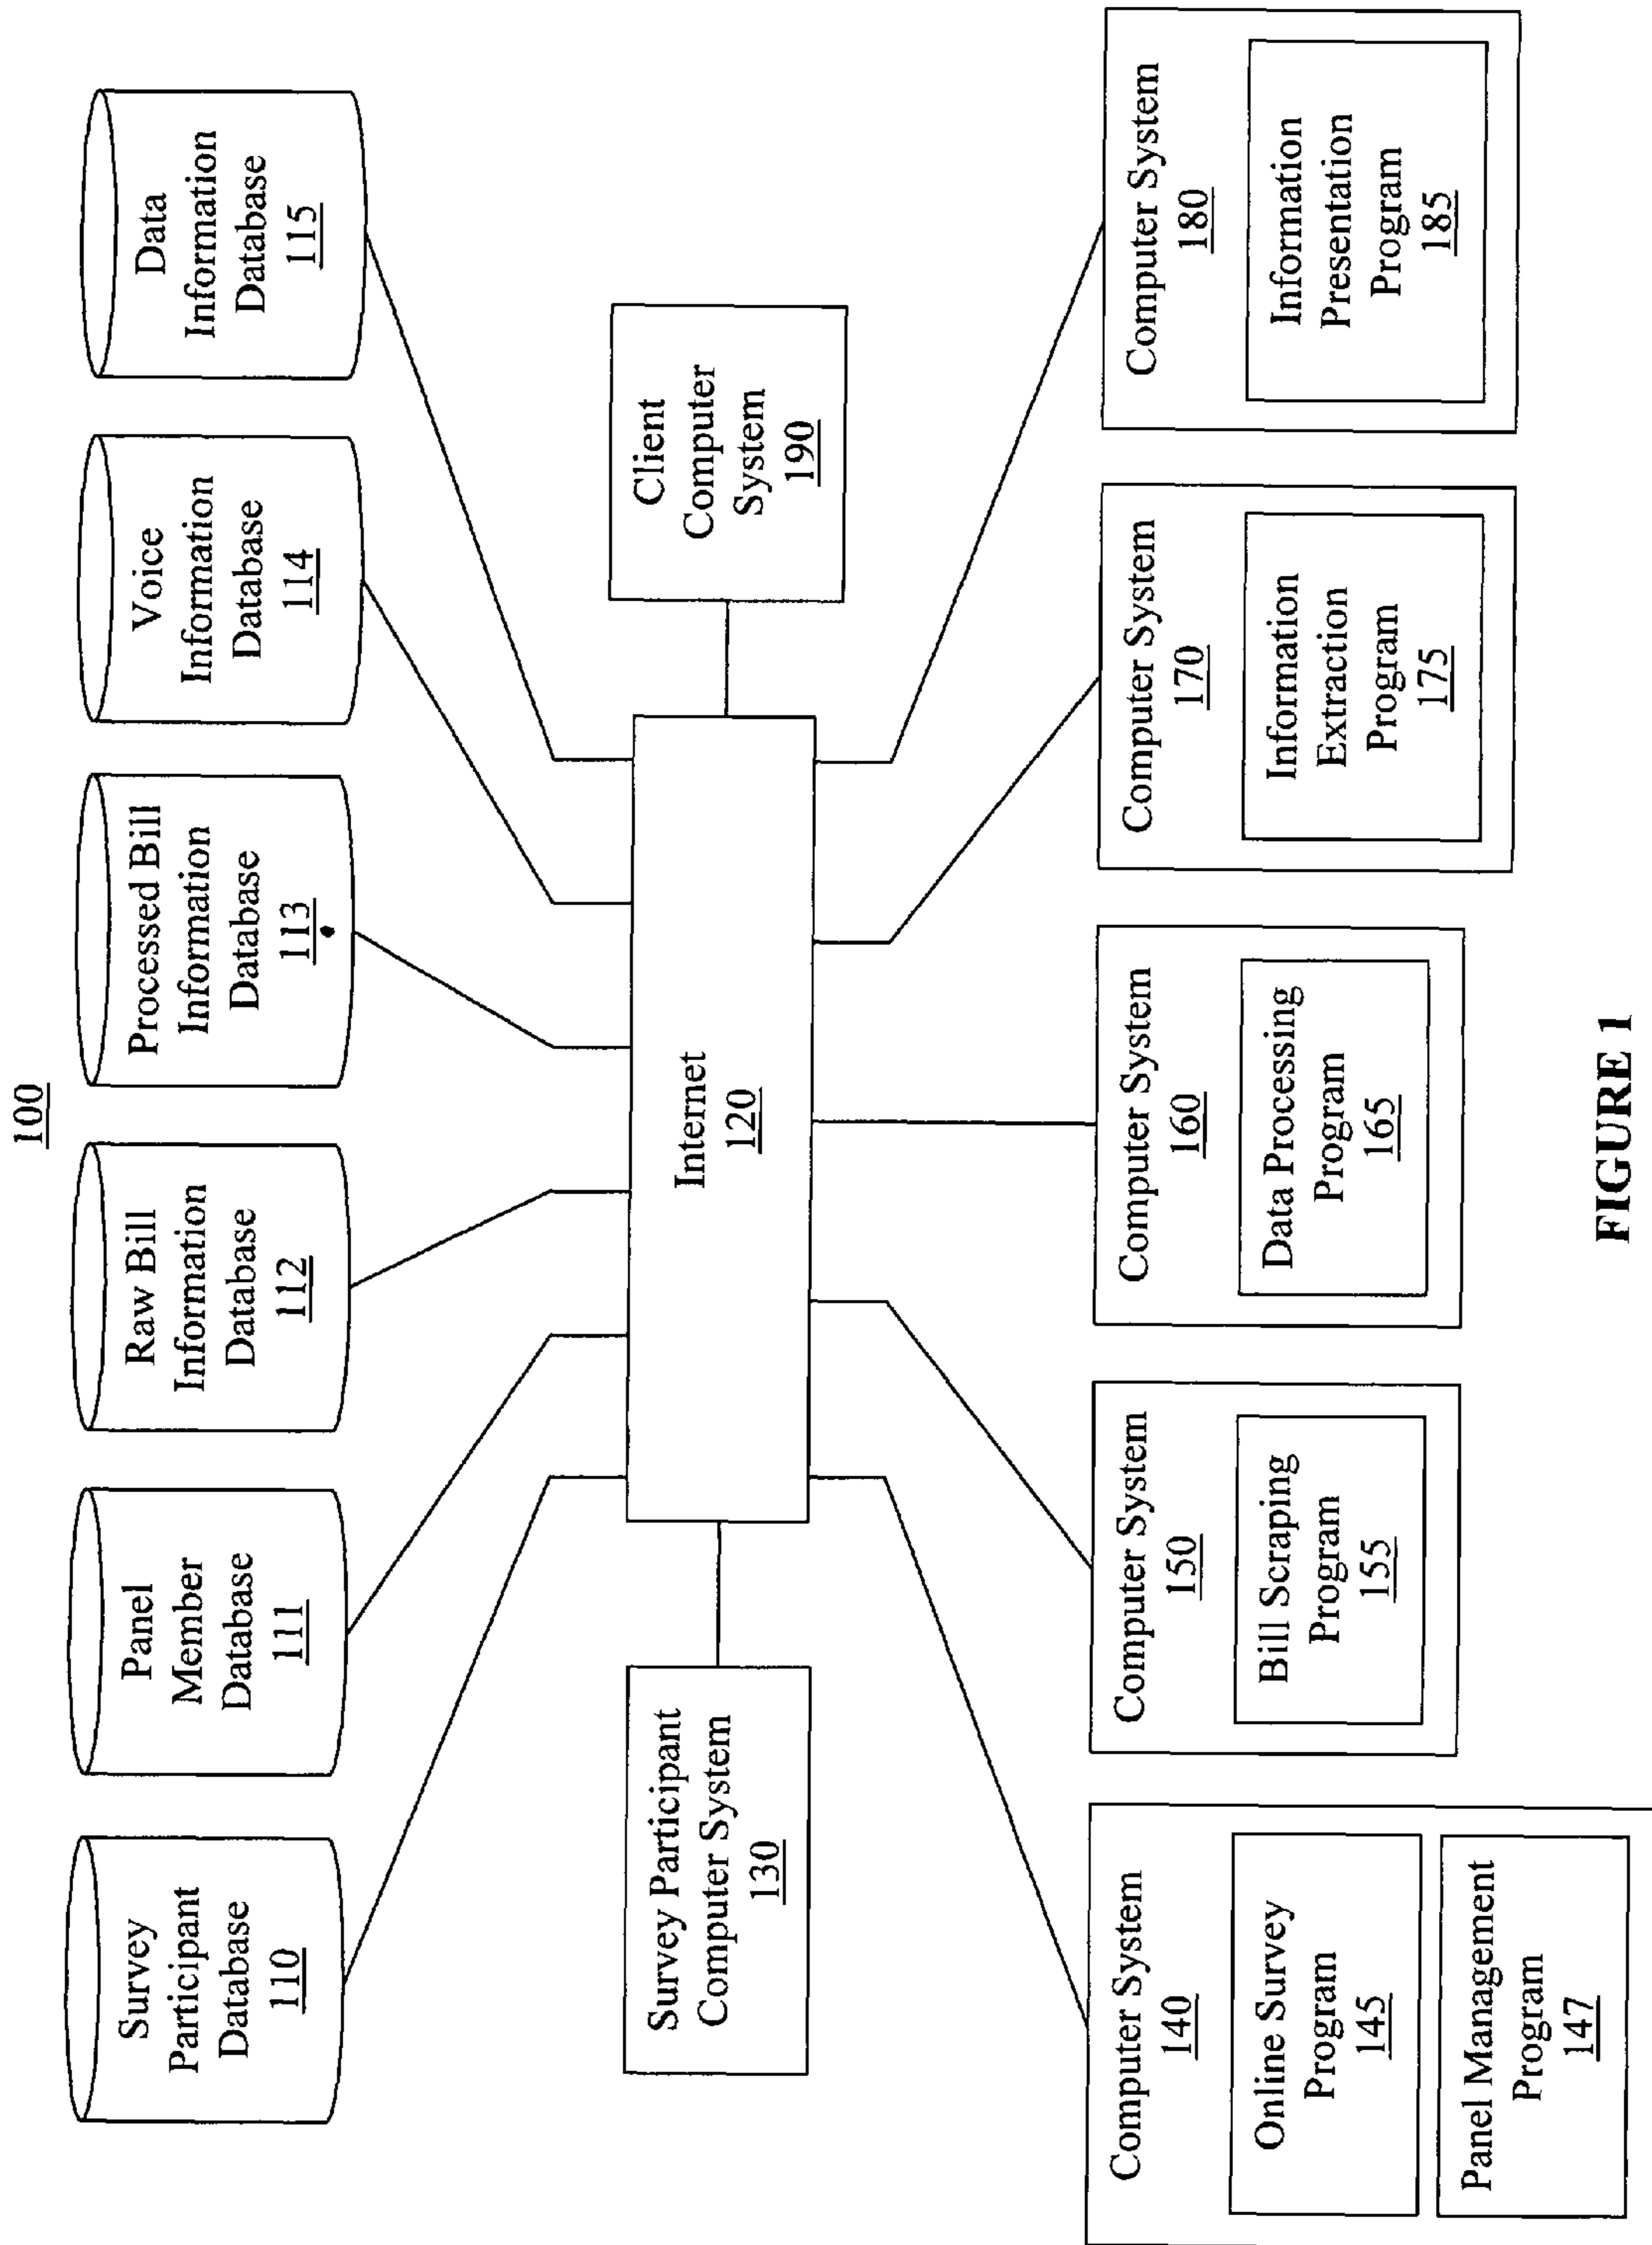 100
Survey
Participant
Database
110
Panel
Member
Database
111
Raw Bill
Information
Database
112
Processed Bill
Information
Database
113
Voice
Information
Database
114
Data
Information
Database
115
Survey Participant
Computer System
130
Internet
120
Client
Computer
System
190
Computer System
140
Online Survey
Program
145
Panel Management
Program
147
Computer System
150
Bill Scraping
Program
155
Computer System
160
Data Processing
Program
165
Computer System
170
Information
Extraction
Program
175
Computer System
180
Information
Presentation
Program
185
FIGURE 1